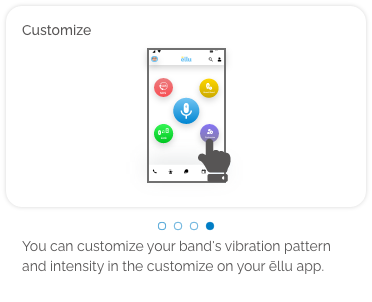 Customize
ēllu
You can customize your band's vibration pattern
and intensity in the customize on your ēllu app.